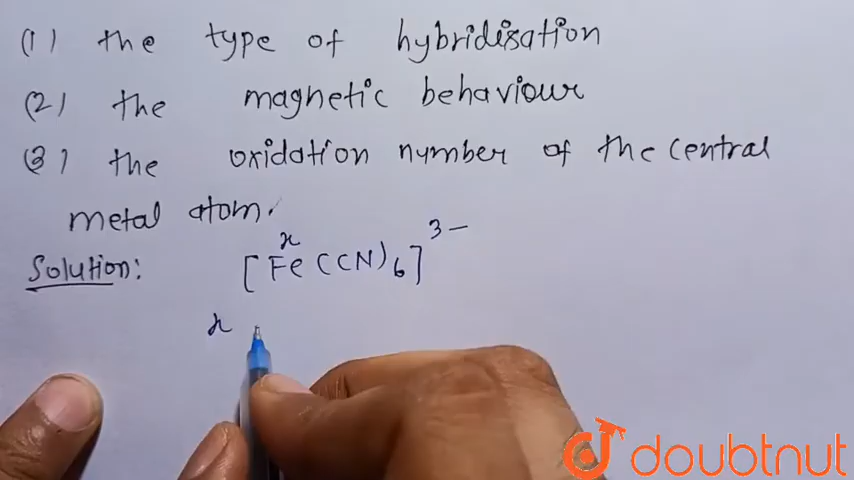 (1) the type of hybridisation
(2) the magnetic behaviour
(3) the oxidation number of the central
metal atom.
x
Solution: [Fe(CN)6]3-
x
doubtnut